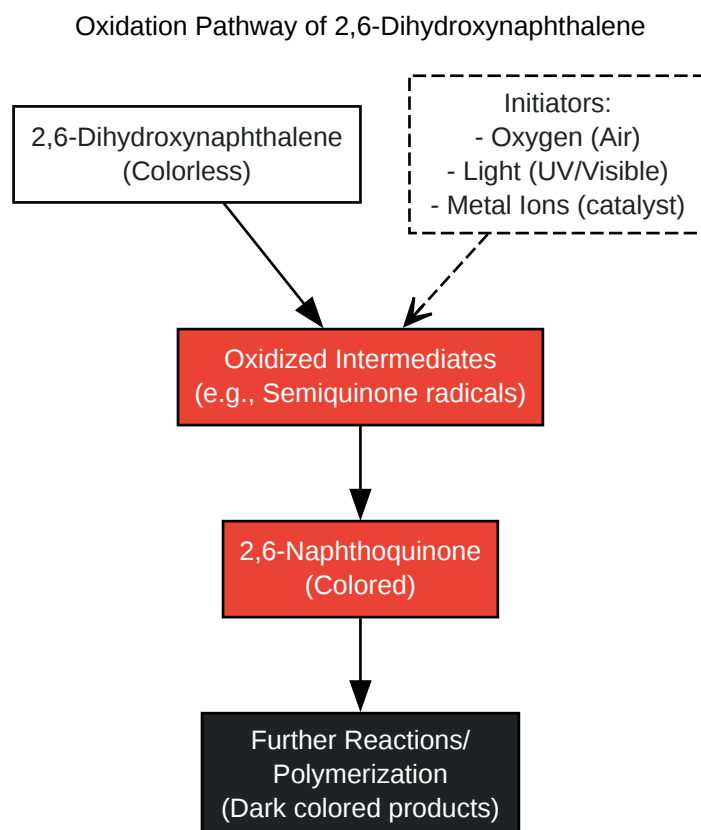 Oxidation Pathway of 2,6-Dihydroxynaphthalene
2,6-Dihydroxynaphthalene
(Colorless)
Initiators:
- Oxygen (Air)
- Light (UV/Visible)
- Metal Ions (catalyst)
Oxidized Intermediates
(e.g., Semiquinone radicals)
2,6-Naphthoquinone
(Colored)
Further Reactions/
Polymerization
(Dark colored products)